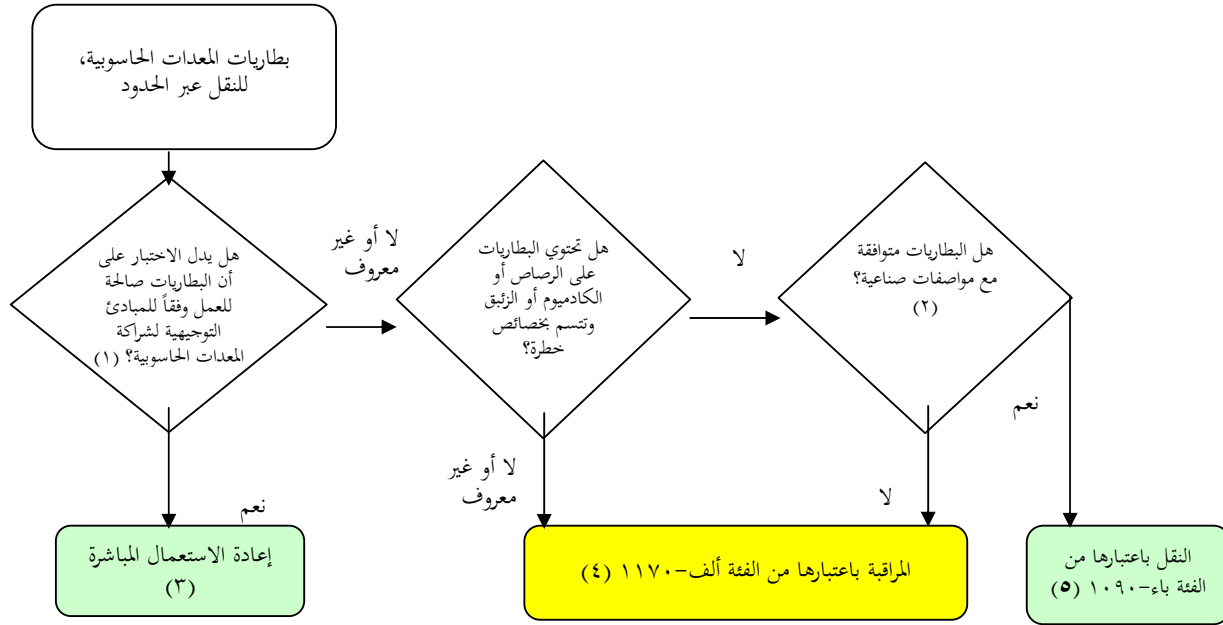 بطاريات المعدات الحاسوبية،
للنقل عبر الحدود
هل يدل الاختبار على
أن البطاريات صالحة
للعمل وفقاً للمبادئ
التوجيهية لشراكة
المعدات الحاسوبية؟ (١)
لا أو غير
معروف
هل تحتوي البطاريات
على الرصاص أو
الكادميوم أو الزئبق
وتتسم بخصائص
خطرة؟
لا
هل البطاريات متوافقة
مع مواصفات صناعية؟
(٢)
نعم
لا أو غير
معروف
لا
نعم
إعادة الاستعمال المباشرة
(٣)
المراقبة باعتبارها من الفئة ألف-١١٧٠ (٤)
النقل باعتبارها من
الفئة باء-١٠٩٠ (٥)